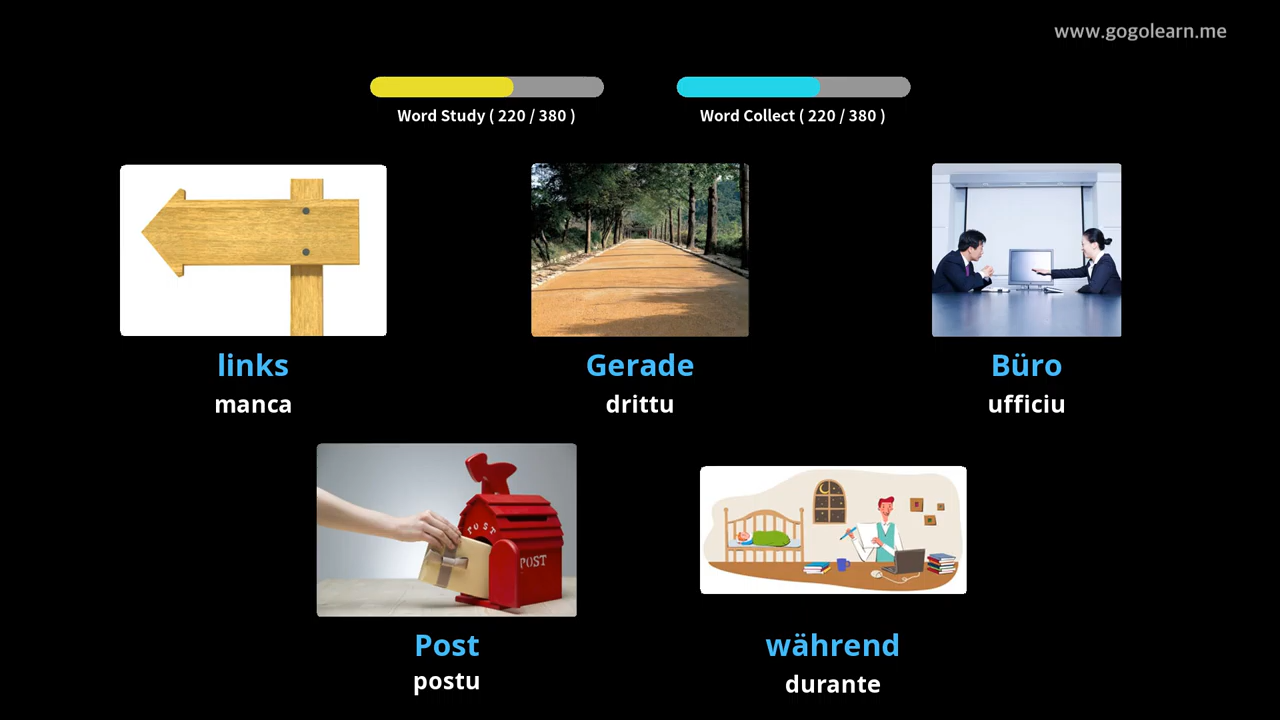 www.gogolearn.me
Word Study ( 220 / 380 )
Word Collect ( 220 / 380 )
links
manca
Gerade
drittu
Büro
ufficiu
POST
POST
Post
postu
während
durante